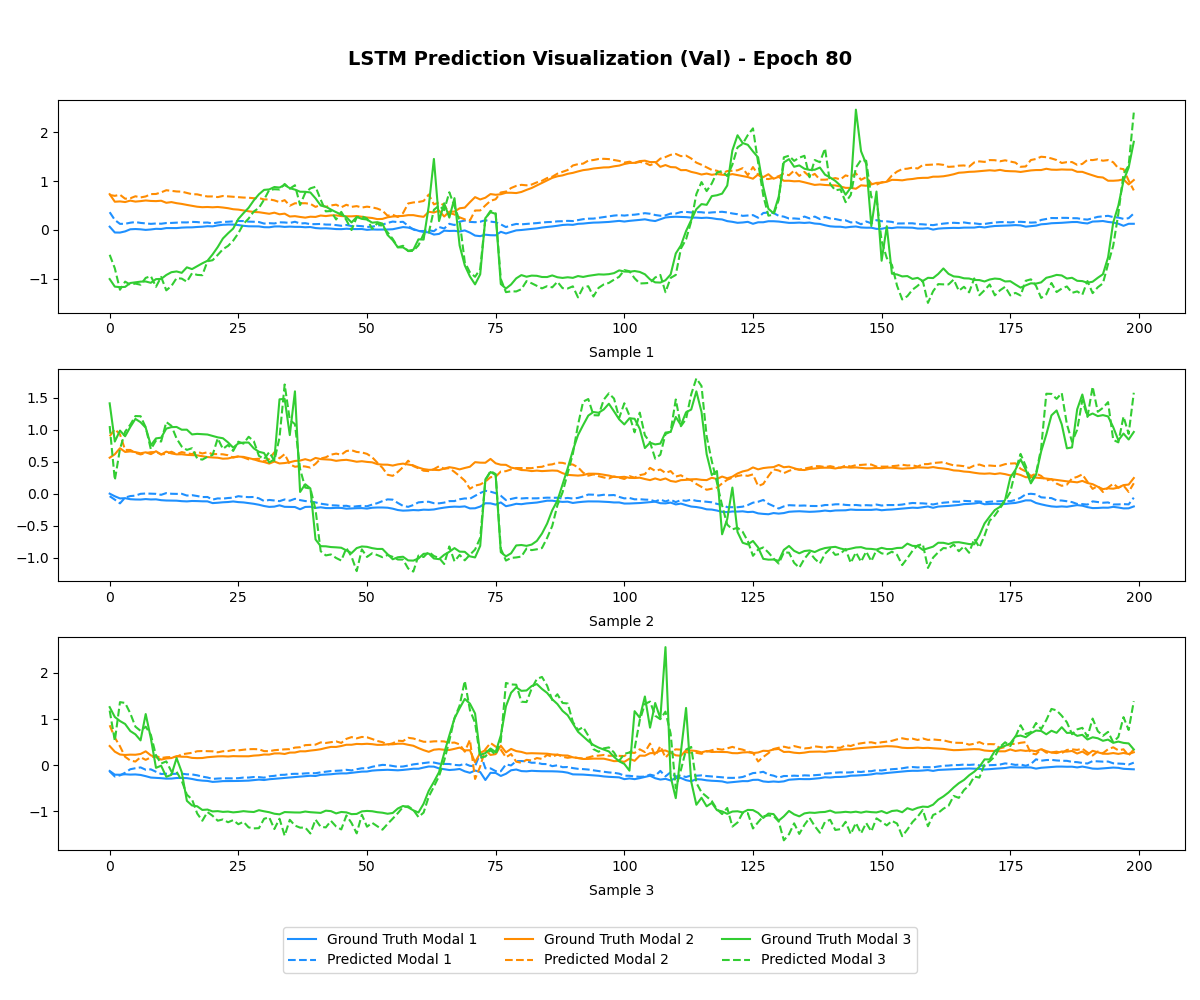 LSTM Prediction Visualization (Val) - Epoch 80
2
1
0
−1
0 25 50 75 100 125 150 175 200
Sample 1
1.5
1.0
0.5
0.0
−0.5
−1.0
0 25 50 75 100 125 150 175 200
Sample 2
2
1
0
−1
0 25 50 75 100 125 150 175 200
Sample 3
Ground Truth Modal 1 Ground Truth Modal 2 Ground Truth Modal 3
Predicted Modal 1 Predicted Modal 2 Predicted Modal 3